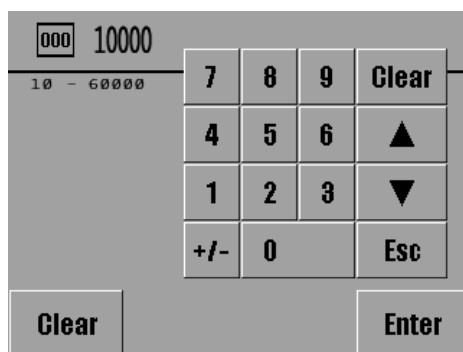 000 10000
10 - 60000
7 8 9 Clear
4 5 6
1 2 3
+/- 0 Esc
Clear Enter